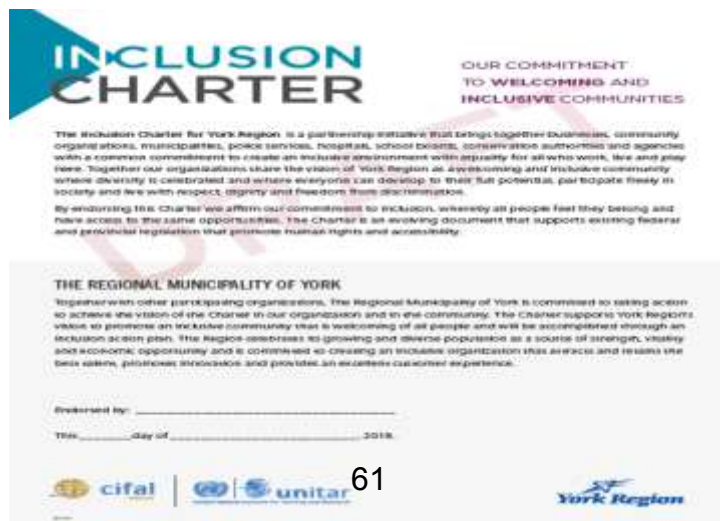 INCLUSION
CHARTER
OUR COMMITMENT
TO WELCOMING AND
INCLUSIVE COMMUNITIES
The Inclusion Charter for York Region is a partnership initiative that brings together businesses, community
organizations, municipalities, police services, hospitals, school boards, conservation authorities and agencies
with a common commitment to create an inclusive environment with equality for all who work, live and play
here. Together our organizations share the vision of York Region as a welcoming and inclusive community
where diversity is celebrated and where everyone can develop to their full potential, participate freely in
society and live with respect, dignity and freedom from discrimination.
By endorsing this Charter we affirm our commitment to inclusion, whereby all people feel they belong and
have access to the same opportunities. The Charter is an evolving document that supports existing federal
and provincial legislation that promote human rights and accessibility.
DRAFT
THE REGIONAL MUNICIPALITY OF YORK
Together with other participating organizations, The Regional Municipality of York is committed to taking action
to achieve the vision of the Charter in our organization and in the community. The Charter supports York Region's
vision to promote an inclusive community that is welcoming of all people and will be accomplished through an
inclusion action plan. The Region celebrates its growing and diverse population as a source of strength, vitality
and economic opportunity and is committed to creating an inclusive organization that attracts and retains the
best talent, promotes innovation and provides an excellent customer experience.
Endorsed by:
This day of 2018.
cifal unitar
61
York Region